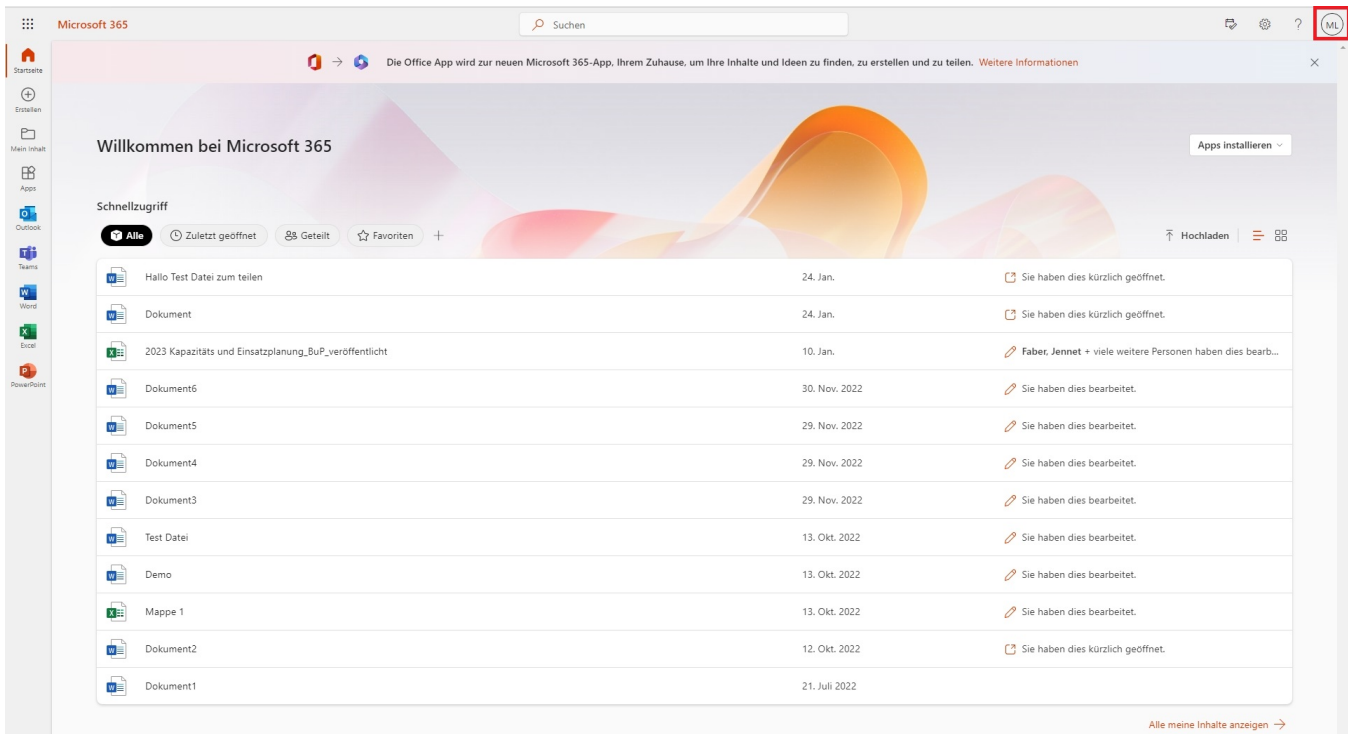 Microsoft 365
Suchen
?
ML
Startseite
Erstellen
Mein Inhalt
Apps
Outlook
Teams
Word
Excel
PowerPoint
Die Office App wird zur neuen Microsoft 365-App, Ihrem Zuhause, um Ihre Inhalte und Ideen zu finden, zu erstellen und zu teilen. Weitere Informationen
Willkommen bei Microsoft 365
Apps installieren
Schnellzugriff
Alle Zuletzt geöffnet Geteilt Favoriten +
Hochladen
Hallo Test Datei zum teilen 24. Jan. Sie haben dies kürzlich geöffnet.
Dokument 24. Jan. Sie haben dies kürzlich geöffnet.
2023 Kapazitäts und Einsatzplanung_BuP_veröffentlicht 10. Jan. Faber, Jennet + viele weitere Personen haben dies bearb...
Dokument6 30. Nov. 2022 Sie haben dies bearbeitet.
Dokument5 29. Nov. 2022 Sie haben dies bearbeitet.
Dokument4 29. Nov. 2022 Sie haben dies bearbeitet.
Dokument3 29. Nov. 2022 Sie haben dies bearbeitet.
Test Datei 13. Okt. 2022 Sie haben dies bearbeitet.
Demo 13. Okt. 2022 Sie haben dies bearbeitet.
Mappe 1 13. Okt. 2022 Sie haben dies bearbeitet.
Dokument2 12. Okt. 2022 Sie haben dies kürzlich geöffnet.
Dokument1 21. Juli 2022
Alle meine Inhalte anzeigen